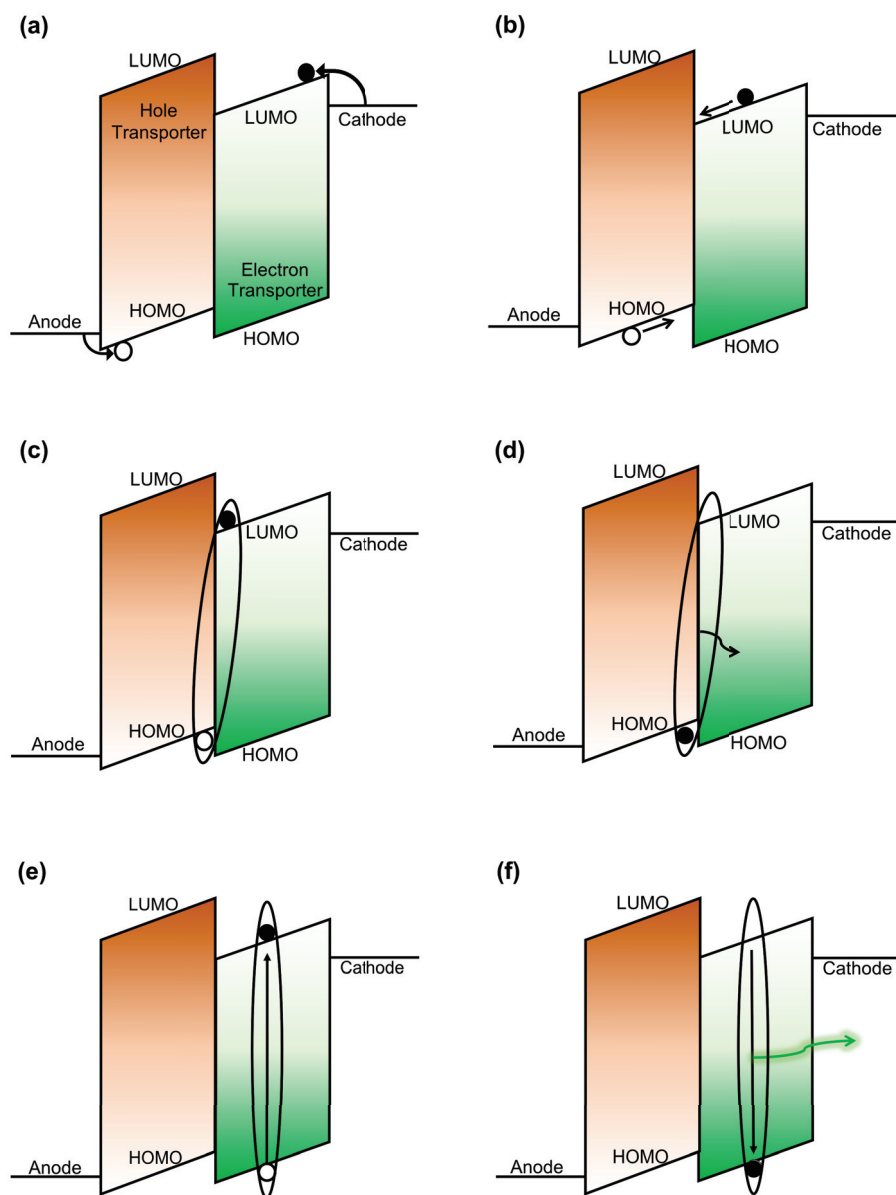 (a)
LUMO
Hole
Transporter
LUMO
Cathode
Electron
Transporter
HOMO
Anode
HOMO
(b)
LUMO
LUMO
Cathode
HOMO
Anode
HOMO
(c)
LUMO
LUMO
Cathode
HOMO
Anode
HOMO
(d)
LUMO
LUMO
Cathode
HOMO
Anode
HOMO
(e)
LUMO
Cathode
HOMO
Anode
(f)
LUMO
Cathode
HOMO
Anode